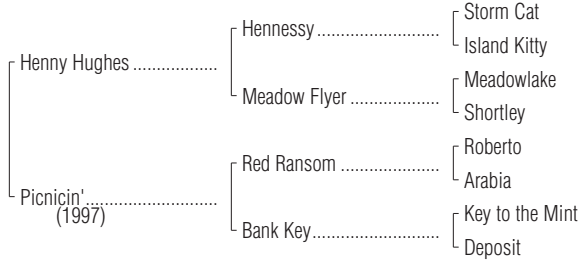 Storm Cat
Hennessy ........................................
Island Kitty
Henny Hughes ..................
Meadowlake
Meadow Flyer .....................
Shortley
Roberto
Red Ransom .......................
Arabia
Picnicin'...............................
(1997)
Key to the Mint
Bank Key..............................
Deposit